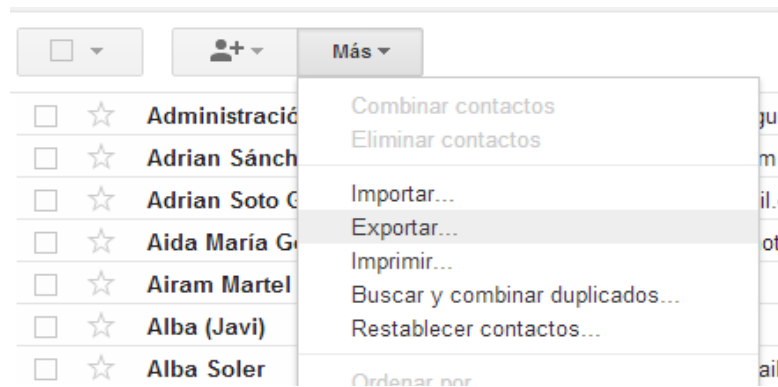 Más
Combinar contactos
Eliminar contactos
Importar...
Exportar...
Imprimir...
Buscar y combinar duplicados...
Restablecer contactos...
Ordenar por
Administració
Adrian Sánch
Adrian Soto
Aida María
Airam Martel
Alba (Javi)
Alba Soler